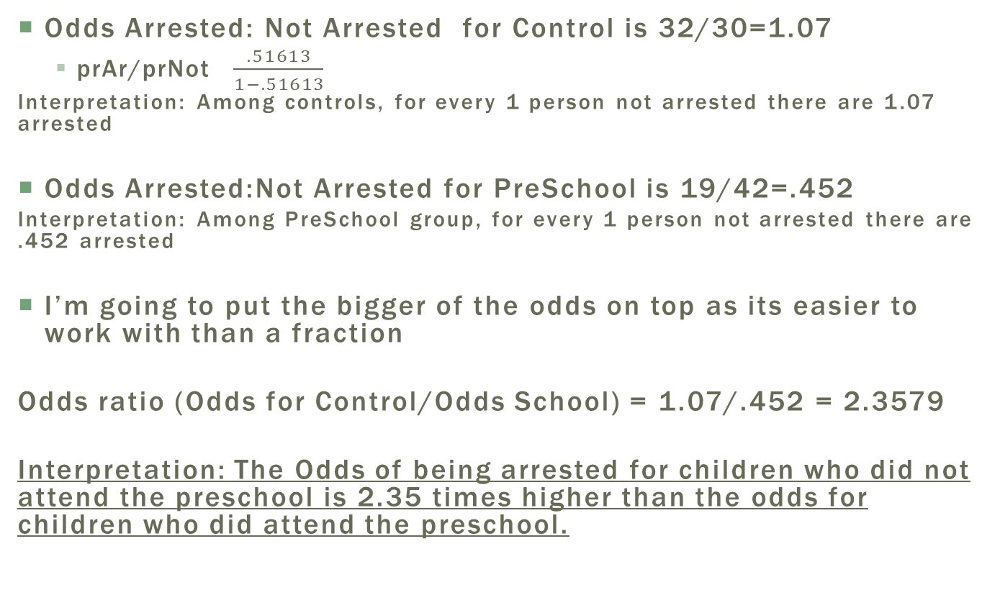 Odds Arrested: Not Arrested for Control is 32/30=1.07
prAr/prNot .51613/1−.51613
Interpretation: Among controls, for every 1 person not arrested there are 1.07
arrested
Odds Arrested:Not Arrested for PreSchool is 19/42=.452
Interpretation: Among PreSchool group, for every 1 person not arrested there are
.452 arrested
I’m going to put the bigger of the odds on top as its easier to
work with than a fraction
Odds ratio (Odds for Control/Odds School) = 1.07/.452 = 2.3579
Interpretation: The Odds of being arrested for children who did not
attend the preschool is 2.35 times higher than the odds for
children who did attend the preschool.